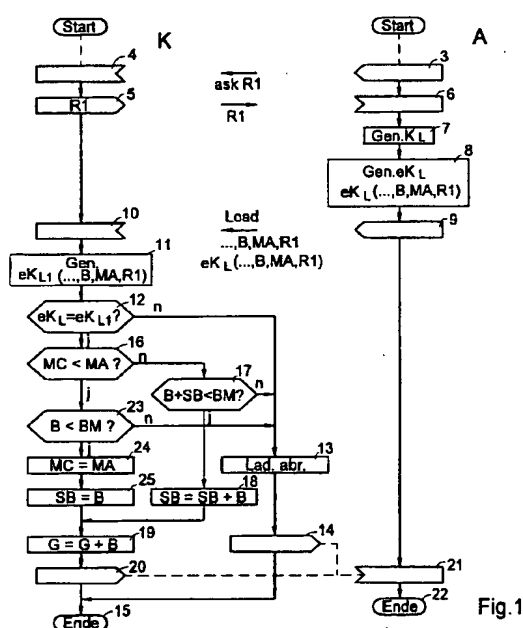 Start
K
4
5
R1
ask R1
R1
Start
A
3
6
Gen.K_L
7
8
Gen.eK_L
eK_L(...,B,MA,R1)
9
10
Load
...,B,MA,R1
eK_L(...,B,MA,R1)
11
Gen.
eK_L1(...,B,MA,R1)
12
eK_L=eK_L1?
n
j
16
MC < MA ?
n
j
17
B+SB<BM?
n
j
23
B < BM ?
n
j
24
MC = MA
25
SB = B
18
SB = SB + B
13
Lad. abr.
19
G = G + B
14
20
21
Ende
15
Ende
22
Fig.1